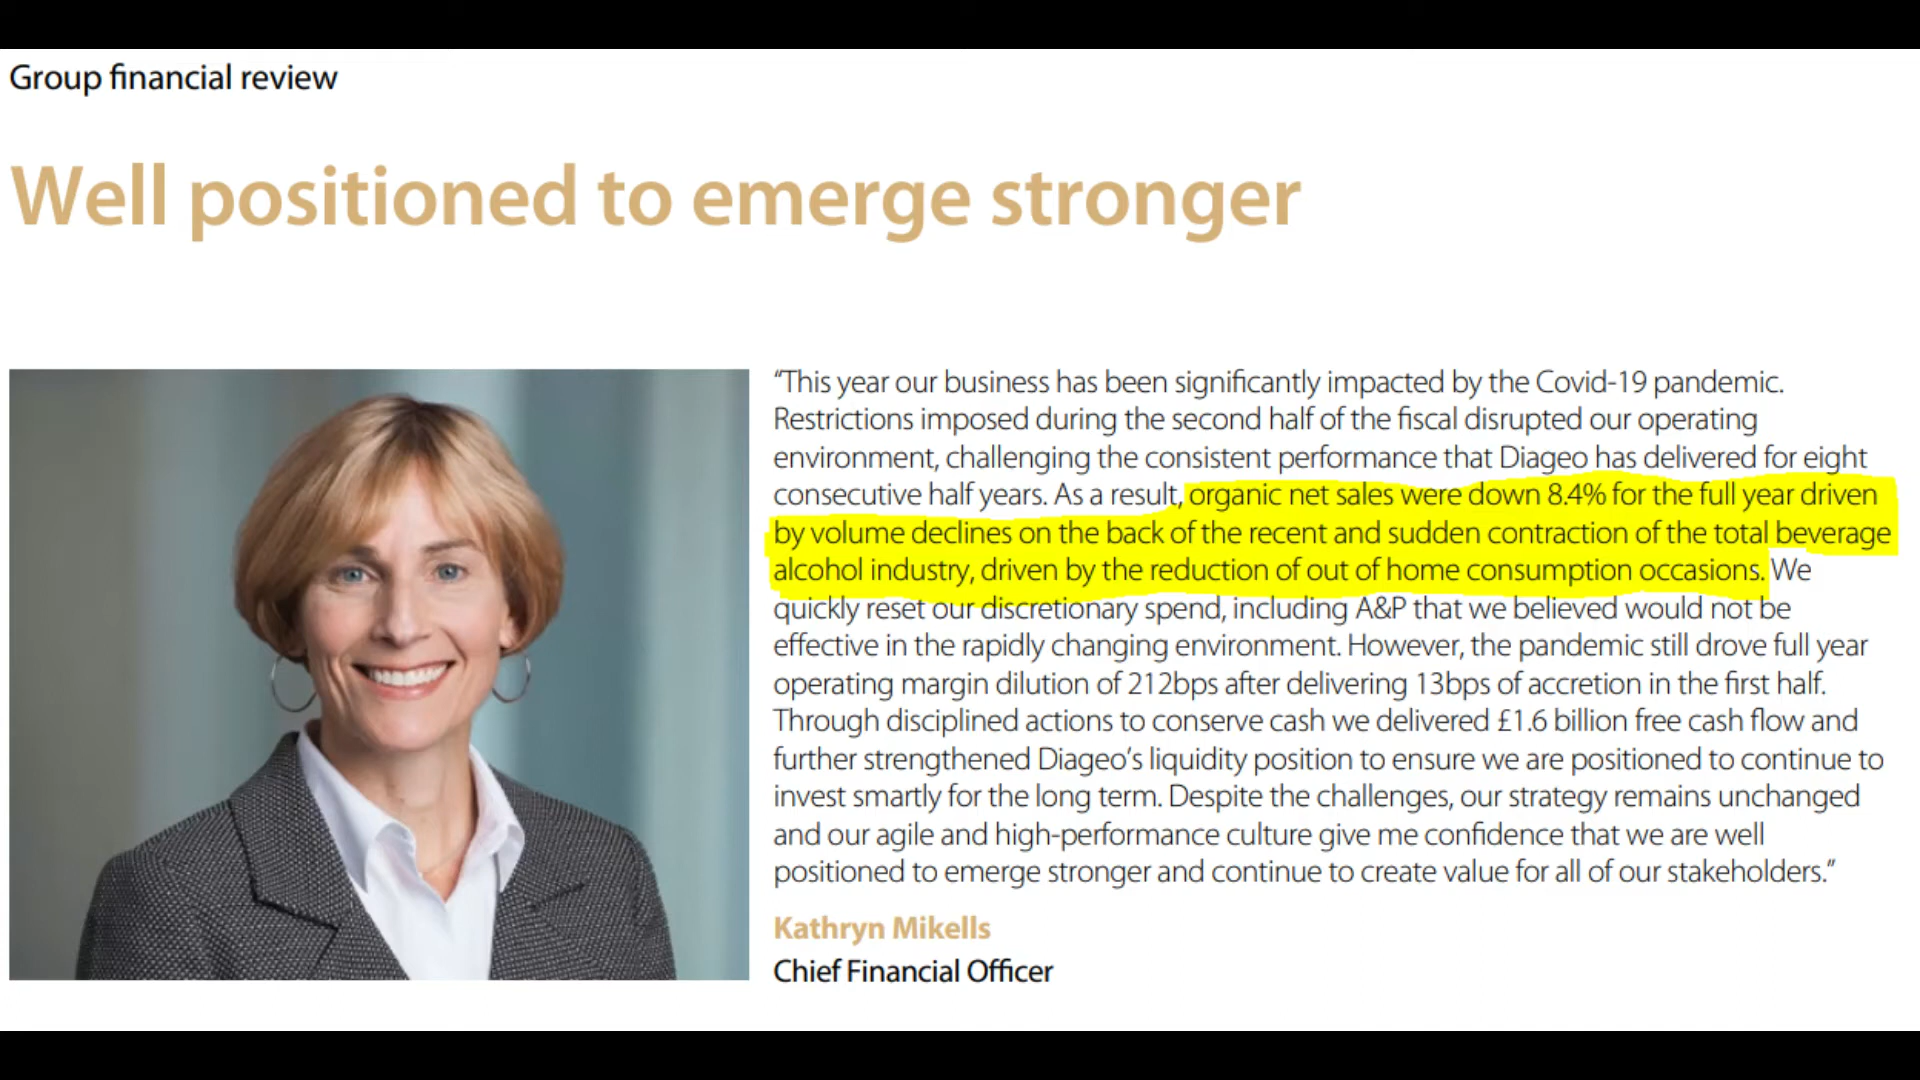 Group financial review
Well positioned to emerge stronger
“This year our business has been significantly impacted by the Covid-19 pandemic.
Restrictions imposed during the second half of the fiscal disrupted our operating
environment, challenging the consistent performance that Diageo has delivered for eight
consecutive half years. As a result, organic net sales were down 8.4% for the full year driven
by volume declines on the back of the recent and sudden contraction of the total beverage
alcohol industry, driven by the reduction of out of home consumption occasions. We
quickly reset our discretionary spend, including A&P that we believed would not be
effective in the rapidly changing environment. However, the pandemic still drove full year
operating margin dilution of 212bps after delivering 13bps of accretion in the first half.
Through disciplined actions to conserve cash we delivered £1.6 billion free cash flow and
further strengthened Diageo’s liquidity position to ensure we are positioned to continue to
invest smartly for the long term. Despite the challenges, our strategy remains unchanged
and our agile and high-performance culture give me confidence that we are well
positioned to emerge stronger and continue to create value for all of our stakeholders.”
Kathryn Mikells
Chief Financial Officer